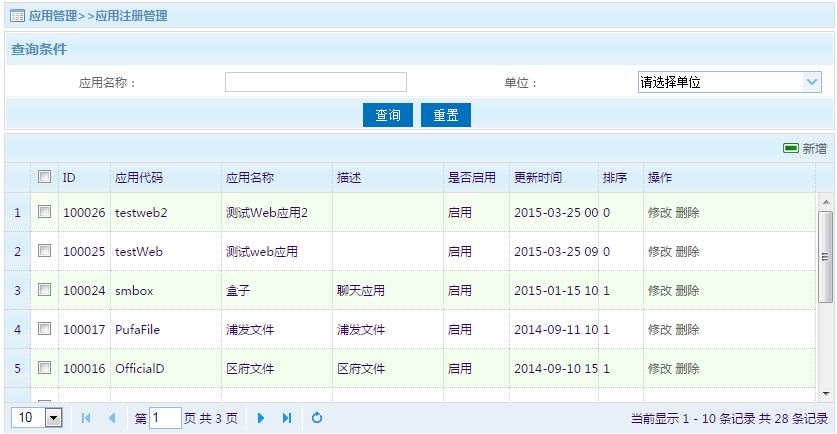 应用管理>>应用注册管理
查询条件
应用名称： 单位： 请选择单位
查询 重置
新增
ID 应用代码 应用名称 描述 是否启用 更新时间 排序 操作
1 100026 testweb2 测试Web应用2 启用 2015-03-25 00 0 修改 删除
2 100025 testWeb 测试web应用 启用 2015-03-25 09 0 修改 删除
3 100024 smbox 盒子 聊天应用 启用 2015-01-15 10 1 修改 删除
4 100017 PufaFile 浦发文件 浦发文件 启用 2014-09-11 10 1 修改 删除
5 100016 OfficialD 区府文件 区府文件 启用 2014-09-10 15 1 修改 删除
10 第 1 页 共 3 页 当前显示 1 - 10 条记录 共 28 条记录